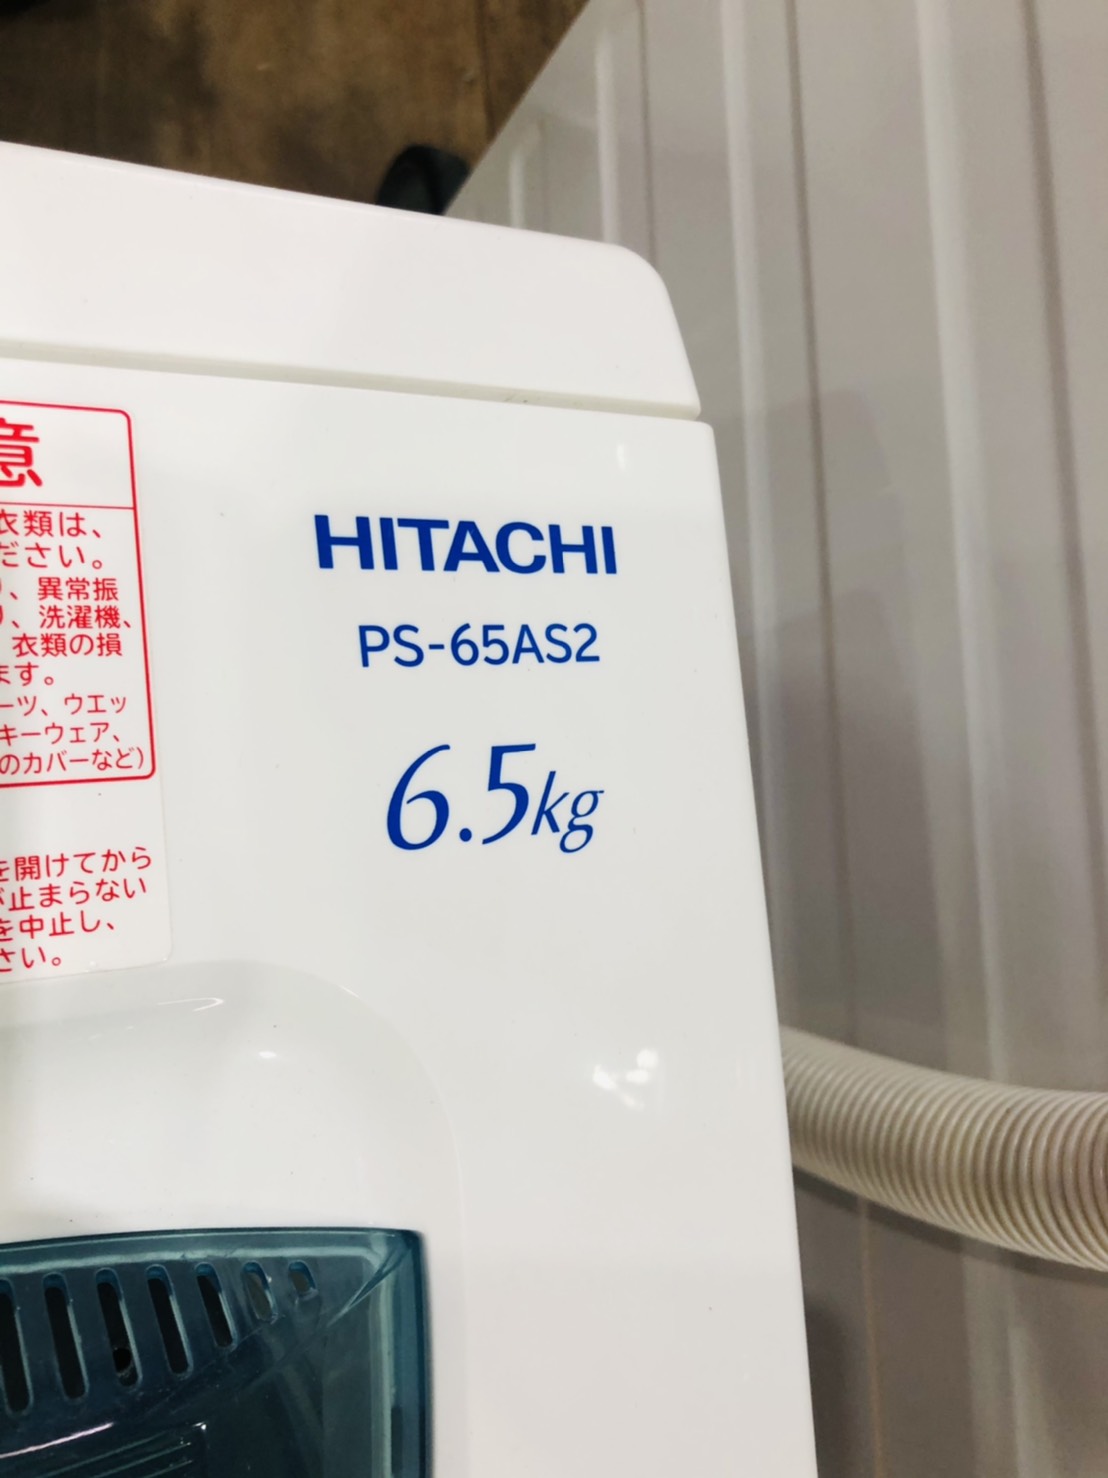 意
衣類は、
ださい。
、異常振
、洗濯機、
衣類の損
ます。
ーツ、ウエッ
キーウェア、
のカバーなど)
を開けてから
が止まらない
を中止し、
さい。
HITACHI
PS-65AS2
6.5kg